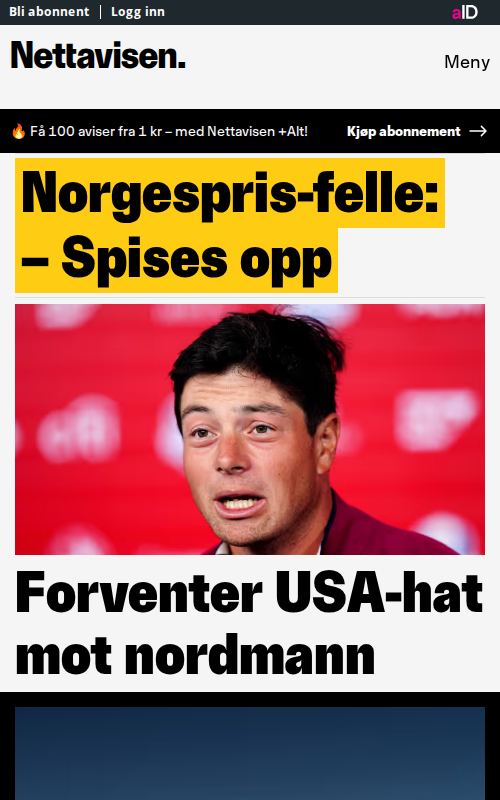 Bli abonnent | Logg inn
aID
Nettavisen.
Meny
🔥 Få 100 aviser fra 1 kr – med Nettavisen +Alt!
Kjøp abonnement →
Norgespris-felle:
– Spises opp
citi
Forventer USA-hat
mot nordmann